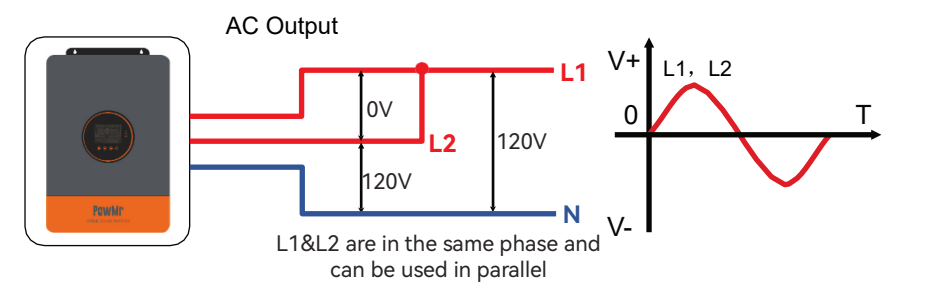 AC Output
L1
0V
L2
120V
120V
N
L1&L2 are in the same phase and
can be used in parallel
PowMr
V+
L1，L2
0
T
V-